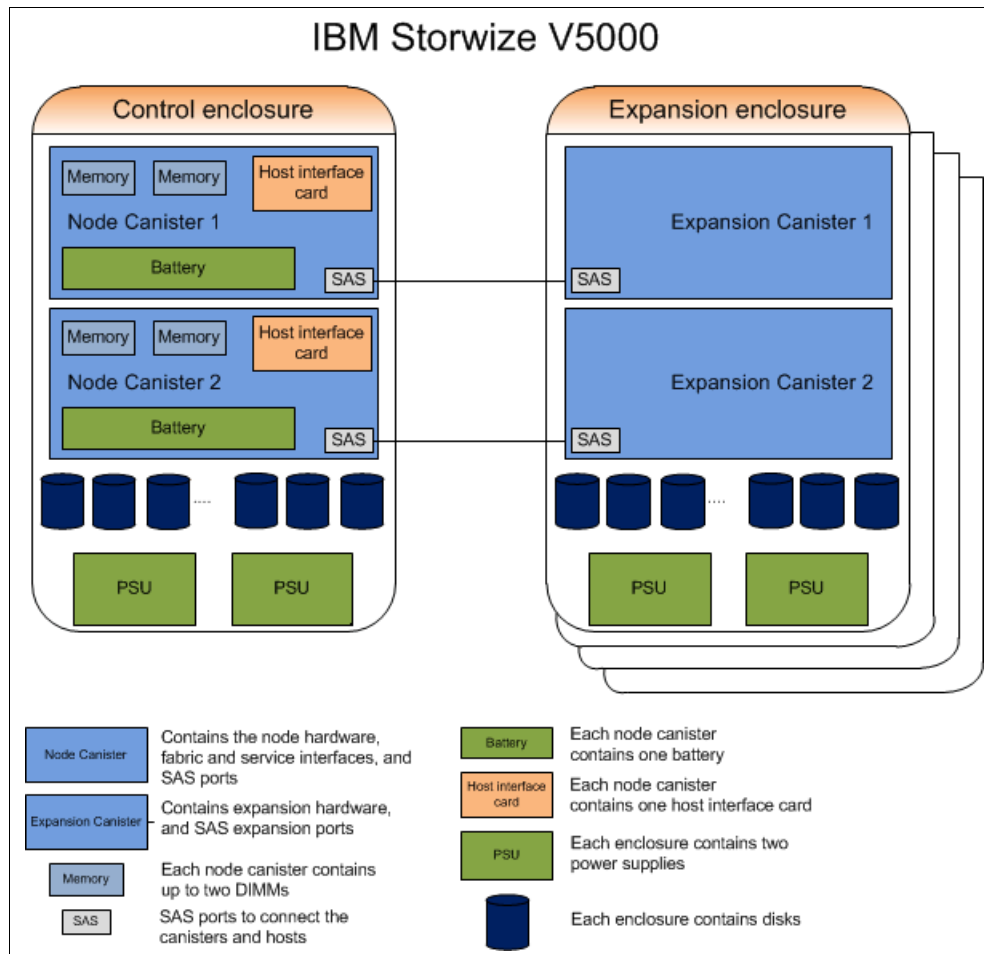 IBM Storwize V5000
Control enclosure
Memory
Memory
Host interface
card
Node Canister 1
Battery
SAS
Memory
Memory
Host interface
card
Node Canister 2
Battery
SAS
....
PSU
PSU
Expansion enclosure
Expansion Canister 1
SAS
Expansion Canister 2
SAS
....
PSU
PSU
Node Canister
Contains the node hardware,
fabric and service interfaces, and
SAS ports
Expansion Canister
Contains expansion hardware,
and SAS expansion ports
Memory
Each node canister contains
up to two DIMMs
SAS
SAS ports to connect the
canisters and hosts
Battery
Each node canister
contains one battery
Host interface
card
Each node canister
contains one host interface card
PSU
Each enclosure contains two
power supplies
Each enclosure contains disks